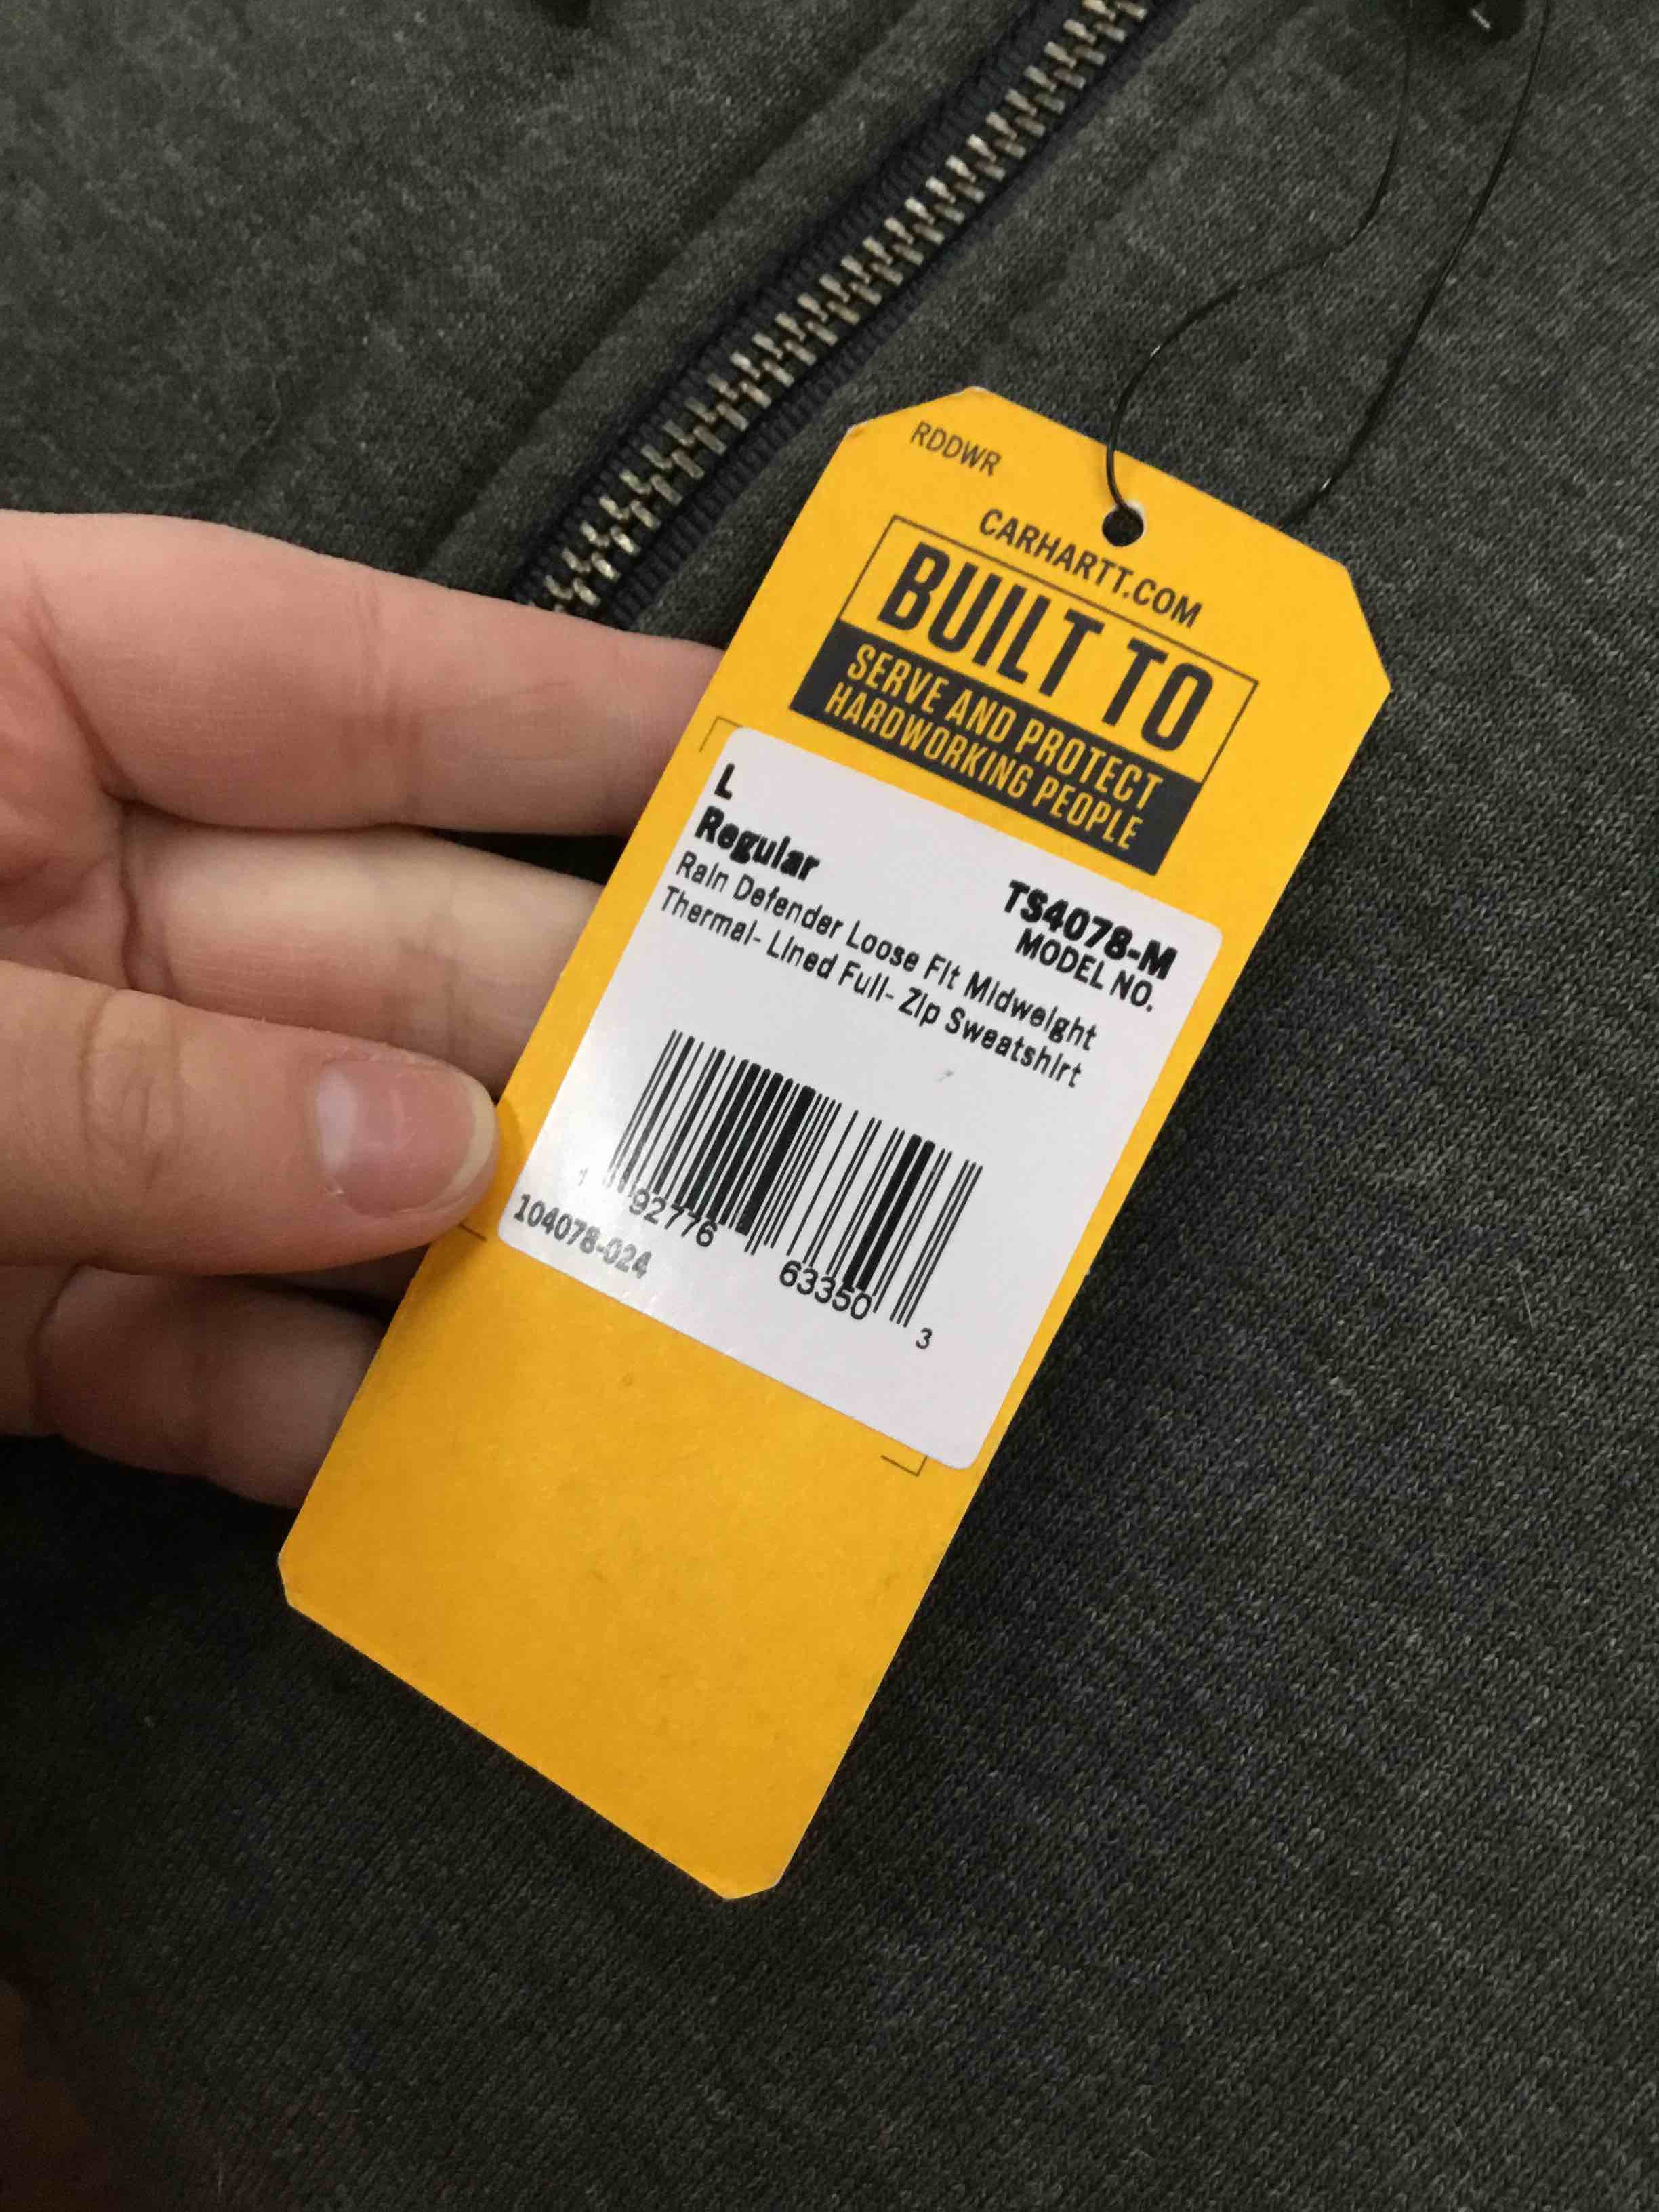 RDDWR
CARHARTT.COM
BUILT TO
SERVE AND PROTECT
HARDWORKING PEOPLE
L
Regular
TS4078-M
MODEL NO.
Rain Defender Loose Fit Midweight
Thermal- Lined Full- Zip Sweatshirt
1 92776 63350 3
104078-024